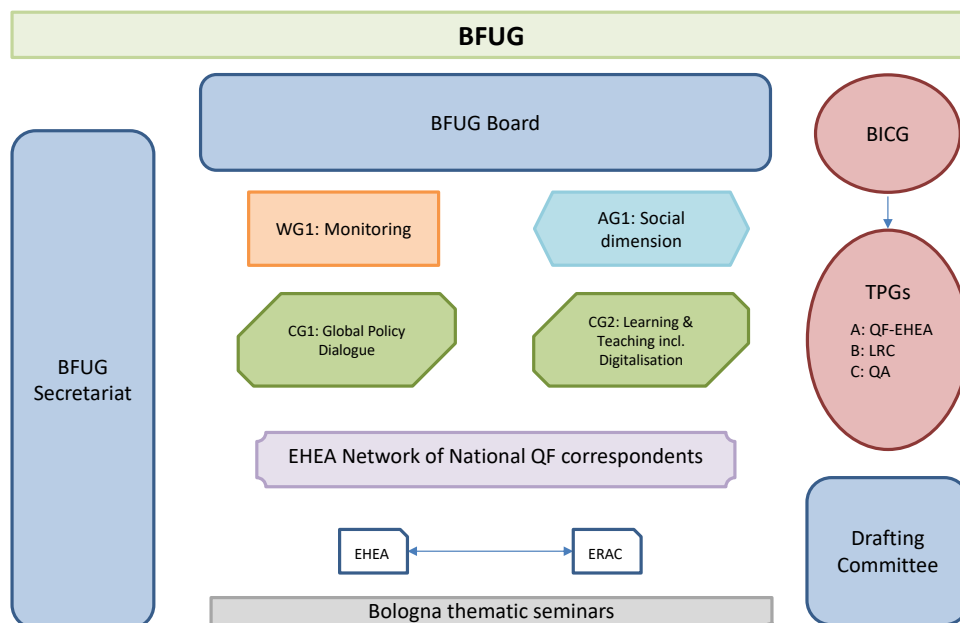 BFUG
BFUG Board
BICG
WG1: Monitoring
AG1: Social
dimension
TPGs
A: QF-EHEA
B: LRC
C: QA
CG1: Global Policy
Dialogue
CG2: Learning &
Teaching incl.
Digitalisation
BFUG
Secretariat
EHEA Network of National QF correspondents
EHEA
ERAC
Drafting
Committee
Bologna thematic seminars